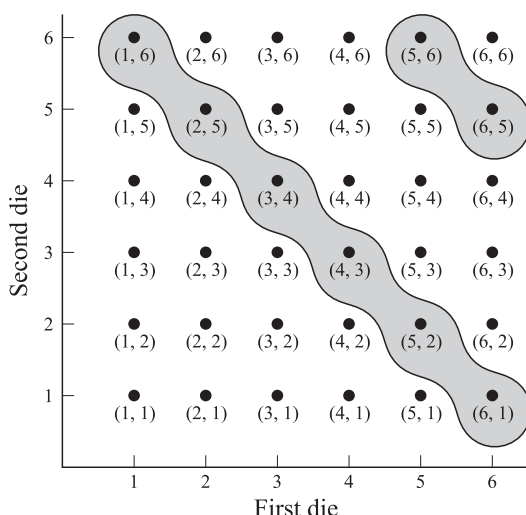 6
(1, 6) (2, 6) (3, 6) (4, 6) (5, 6) (6, 6)
5
(1, 5) (2, 5) (3, 5) (4, 5) (5, 5) (6, 5)
4
(1, 4) (2, 4) (3, 4) (4, 4) (5, 4) (6, 4)
3
(1, 3) (2, 3) (3, 3) (4, 3) (5, 3) (6, 3)
2
(1, 2) (2, 2) (3, 2) (4, 2) (5, 2) (6, 2)
1
(1, 1) (2, 1) (3, 1) (4, 1) (5, 1) (6, 1)
Second die
1 2 3 4 5 6
First die